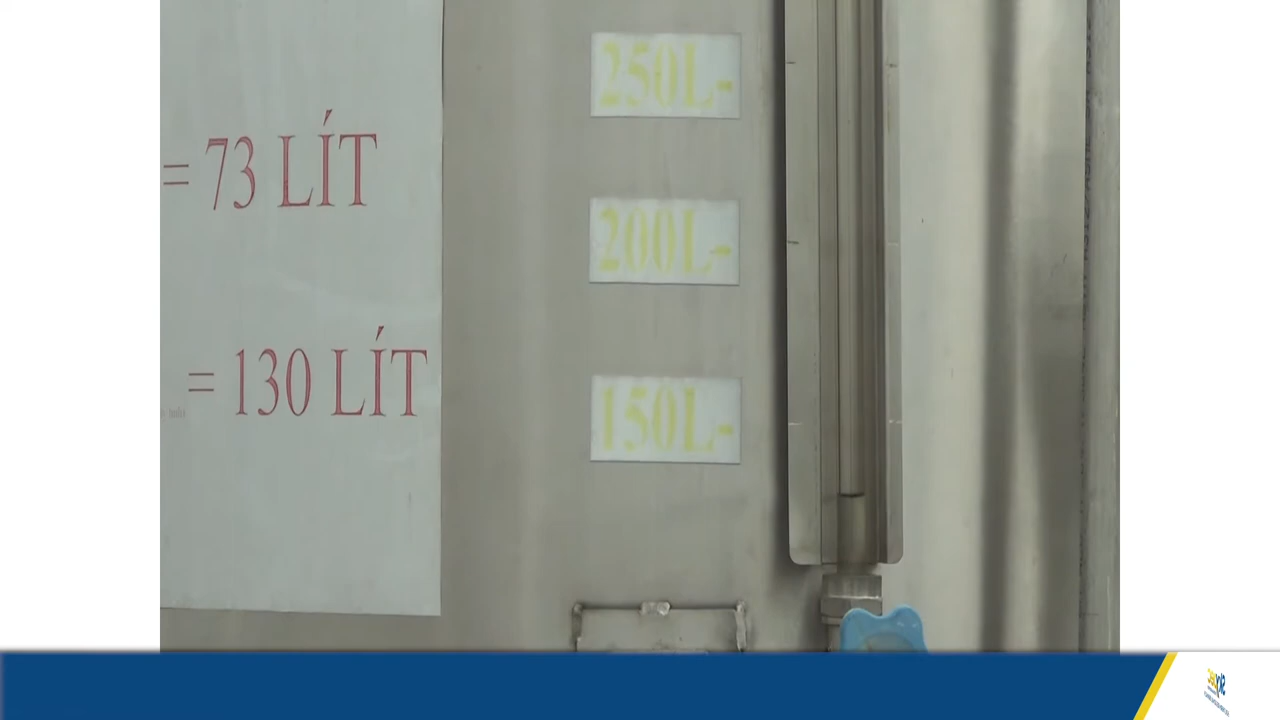 = 73 LÍT
= 130 LÍT
250L-
200L-
150L-